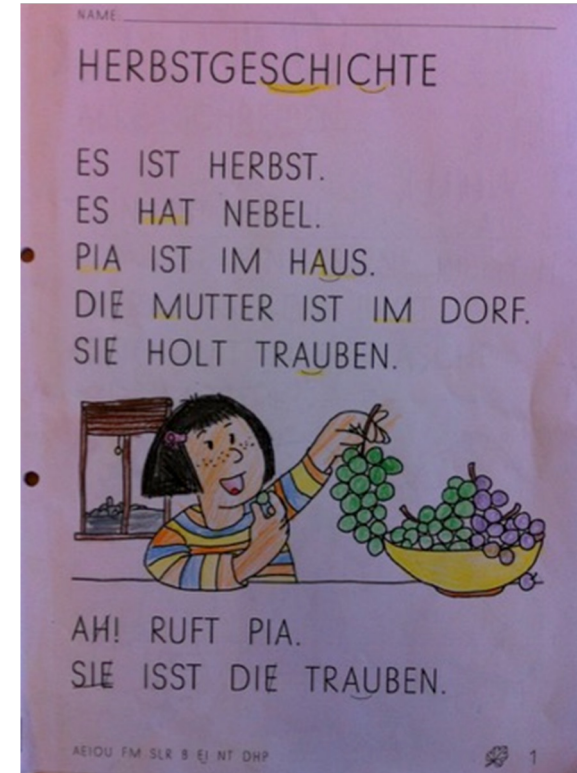 NAME:
HERBSTGESCHICHTE
ES IST HERBST.
ES HAT NEBEL.
PIA IST IM HAUS.
DIE MUTTER IST IM DORF.
SIE HOLT TRAUBEN.
AH! RUFT PIA.
SIE ISST DIE TRAUBEN.
AEIOU FM SLR B EI NT DHP
1